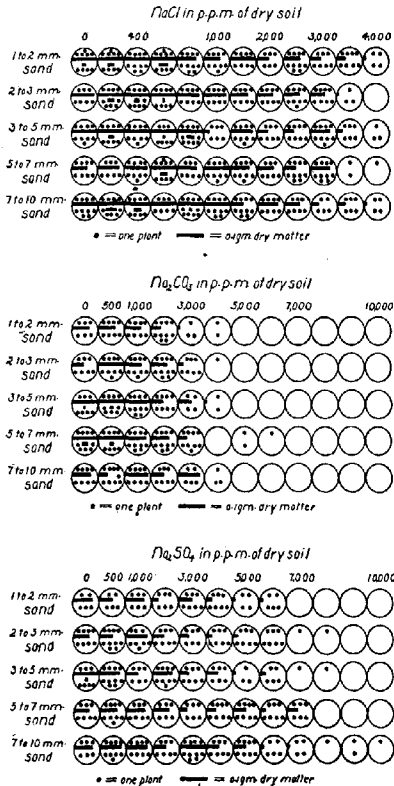 NaCl in p.p.m. of dry soil
0 400 1,000 2,000 3,000 4,000
1 to 2 mm-
sand
2 to 3 mm-
sand
3 to 5 mm-
sand
5 to 7 mm-
sand
7 to 10 mm-
sand
• = one plant = 0.1gm. dry matter
Na₂CO₃ in p.p.m. of dry soil
0 500 1,000 3,000 5,000 7,000 10,000
1 to 2 mm-
sand
2 to 3 mm-
sand
3 to 5 mm-
sand
5 to 7 mm-
sand
7 to 10 mm-
sand
• = one plant = 0.1gm. dry matter
Na₂SO₄ in p.p.m. of dry soil
0 500 1,000 3,000 5,000 7,000 10,000
1 to 2 mm-
sand
2 to 3 mm-
sand
3 to 5 mm-
sand
5 to 7 mm-
sand
7 to 10 mm-
sand
• = one plant = 0.1gm. dry matter